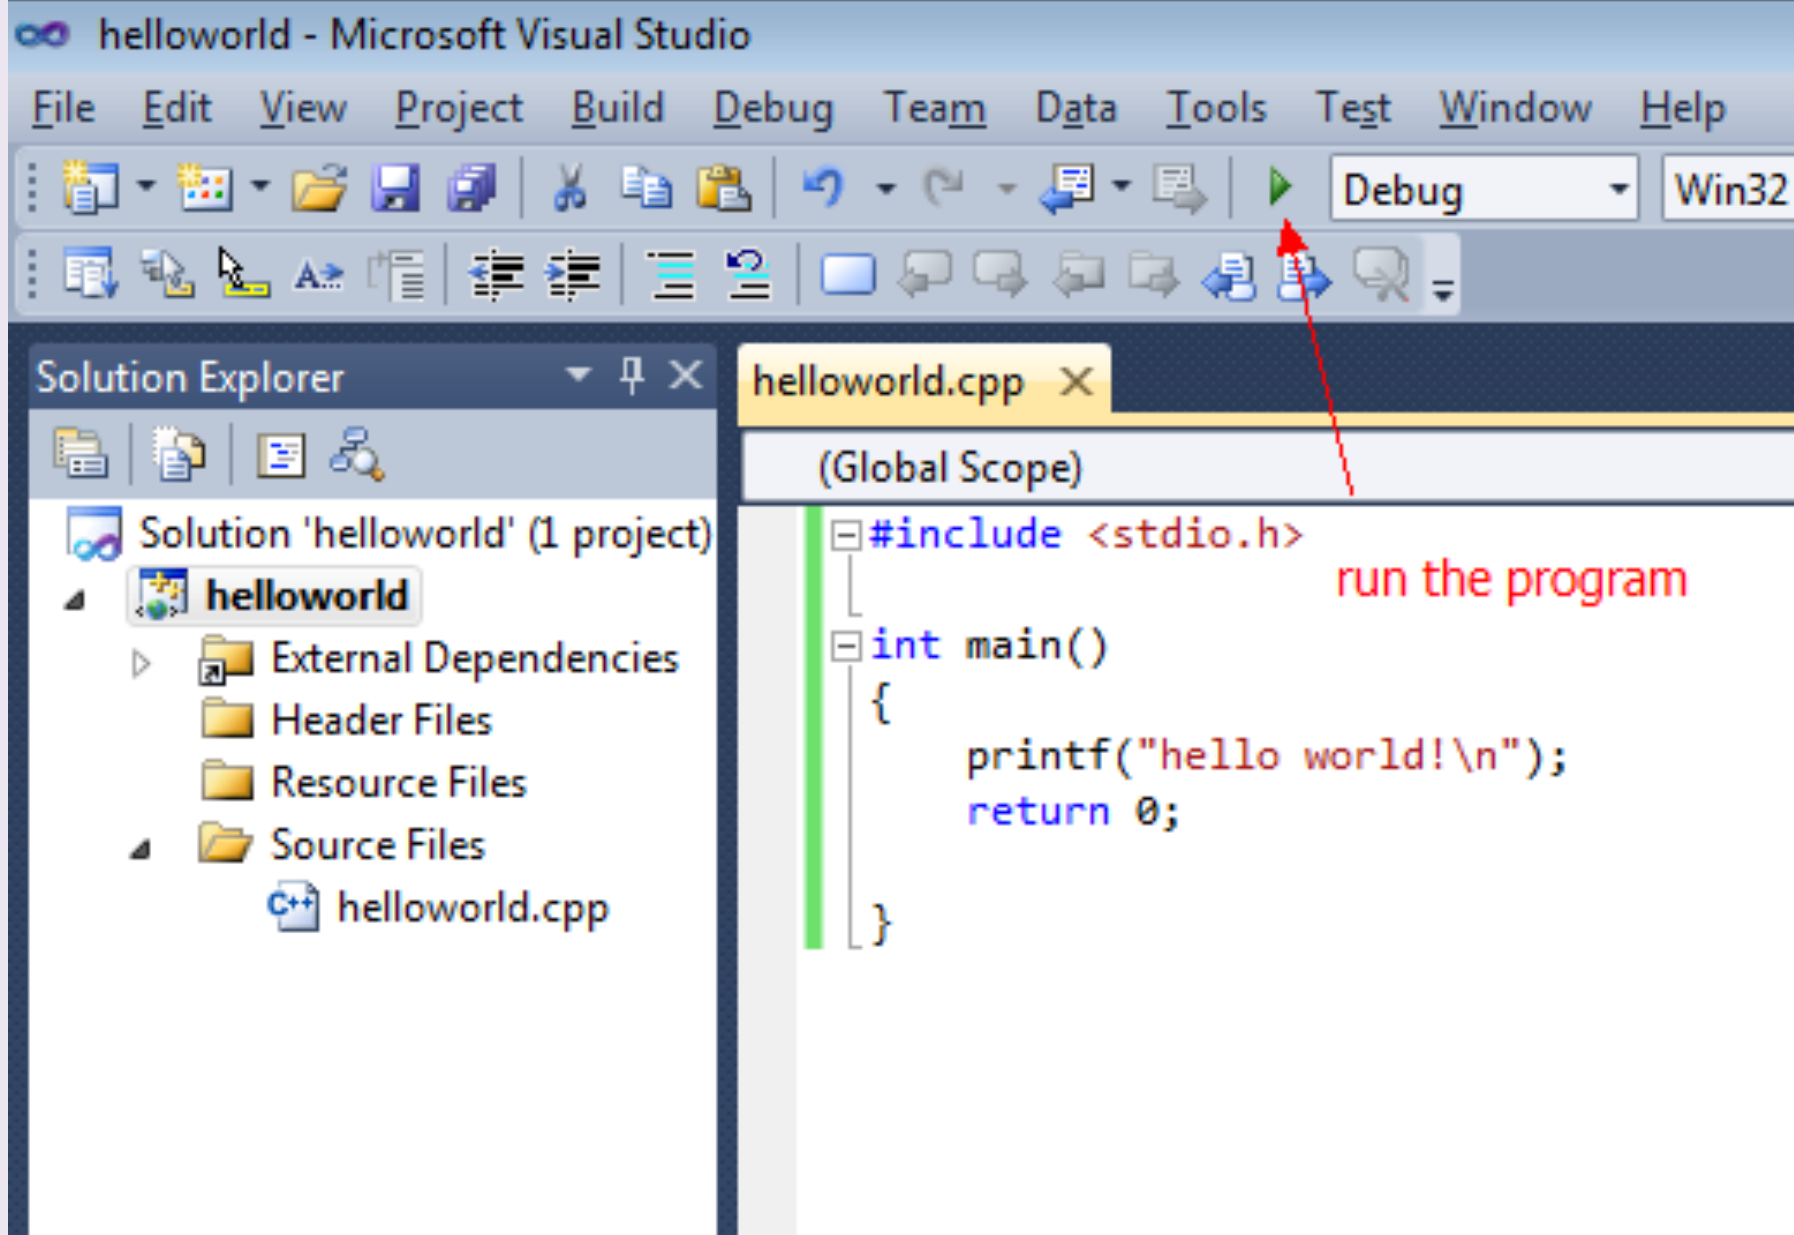 helloworld - Microsoft Visual Studio
File Edit View Project Build Debug Team Data Tools Test Window Help
Debug Win32
Solution Explorer
helloworld.cpp
(Global Scope)
Solution 'helloworld' (1 project)
helloworld
External Dependencies
Header Files
Resource Files
Source Files
helloworld.cpp
#include <stdio.h>
run the program
int main()
{
printf("hello world!\n");
return 0;
}